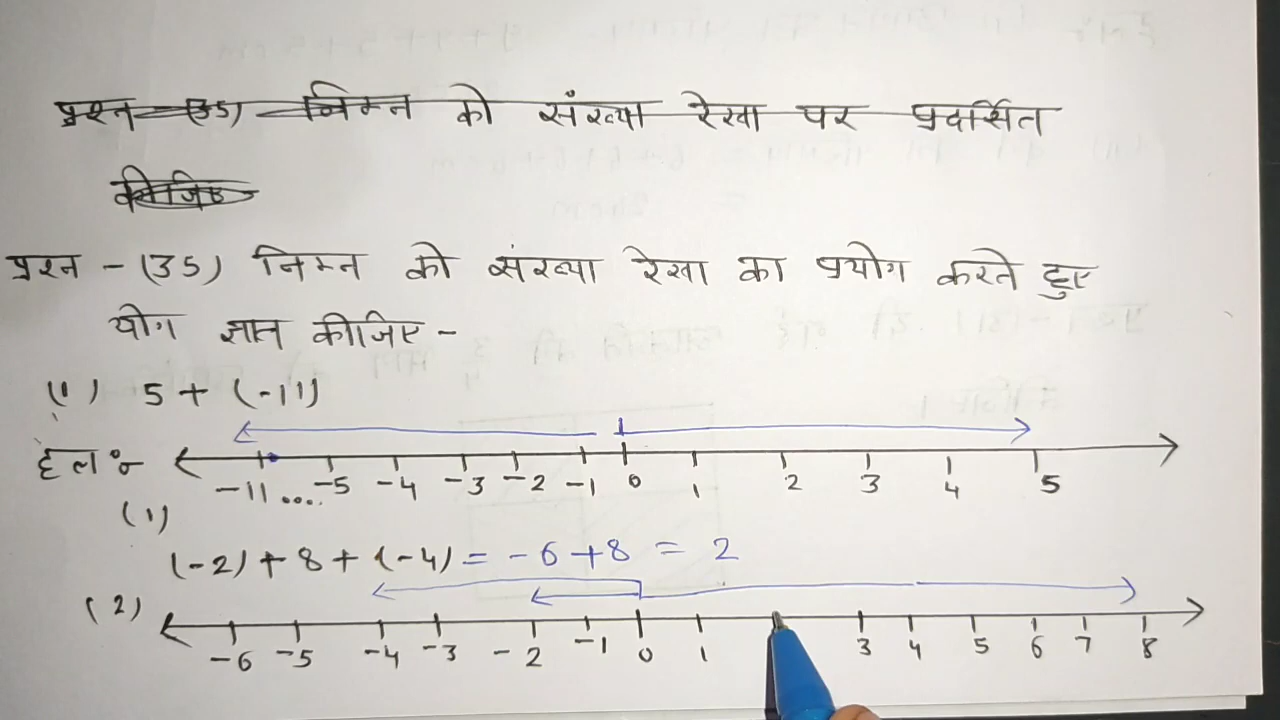 प्रश्न - (35) निम्न को संख्या रेखा पर प्रदर्सित
कीजिए
प्रश्न - (35) निम्न को संख्या रेखा का प्रयोग करते हुए
योग ज्ञात कीजिए -
(1) 5 + (-11)
हल :-
-11 .... -5 -4 -3 -2 -1 0 1 2 3 4 5
(1)
(-2) + 8 + (-4) = -6 + 8 = 2
(2)
-6 -5 -4 -3 -2 -1 0 1 3 4 5 6 7 8